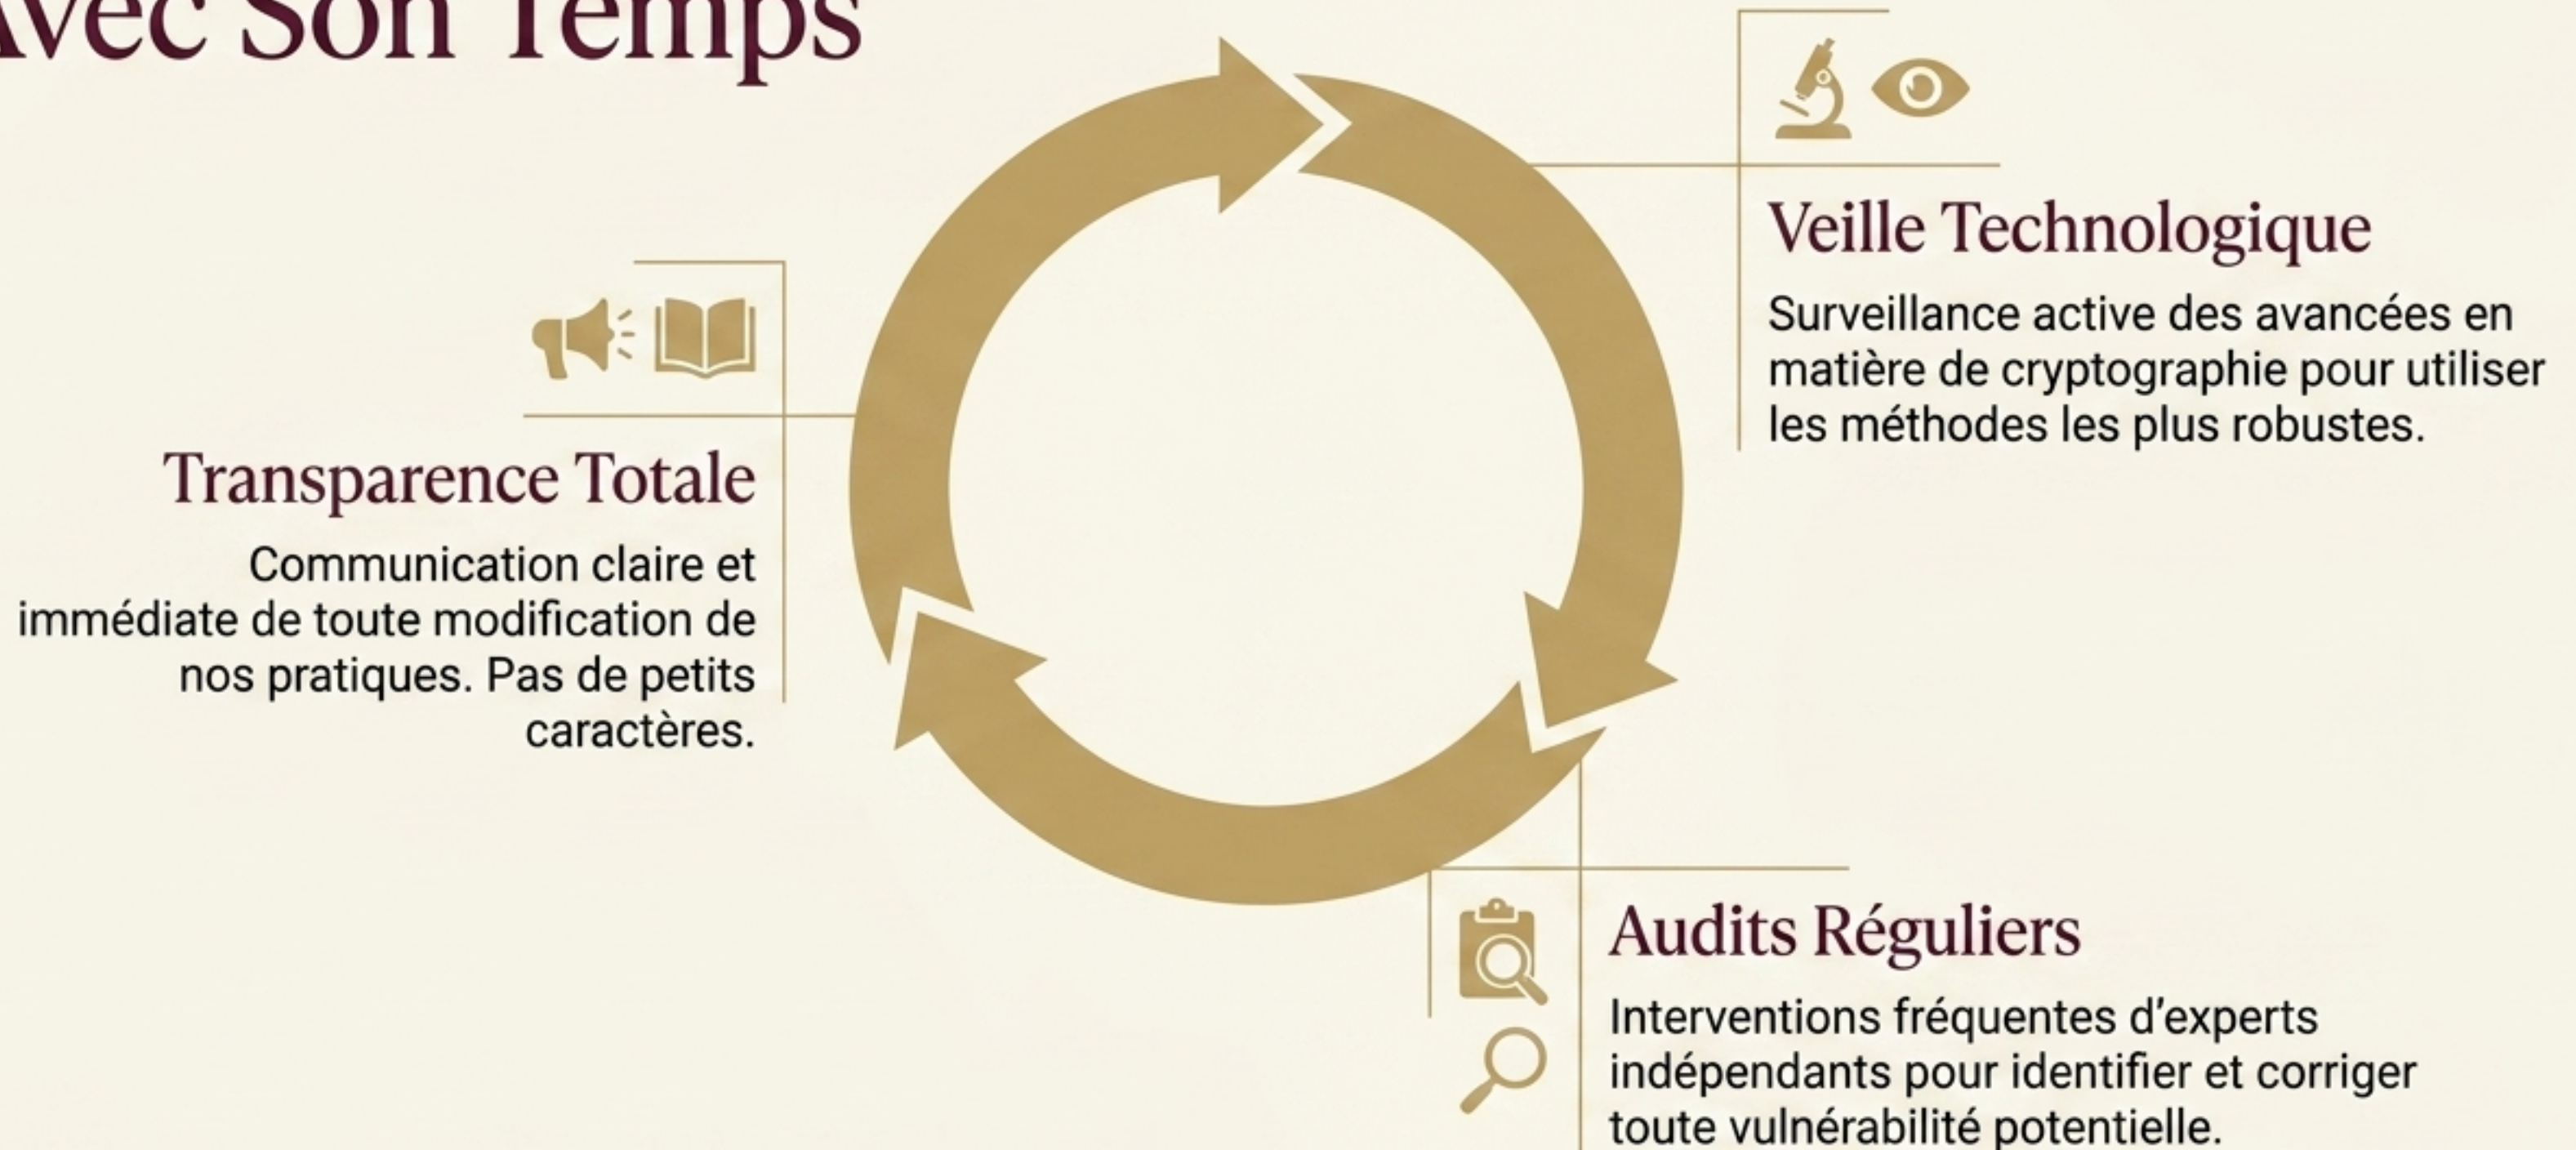 Avec Son Temps
Veille Technologique
Surveillance active des avancées en
matière de cryptographie pour utiliser
les méthodes les plus robustes.
Transparence Totale
Communication claire et
immédiate de toute modification de
nos pratiques. Pas de petits
caractères.
Audits Réguliers
Interventions fréquentes d'experts
indépendants pour identifier et corriger
toute vulnérabilité potentielle.